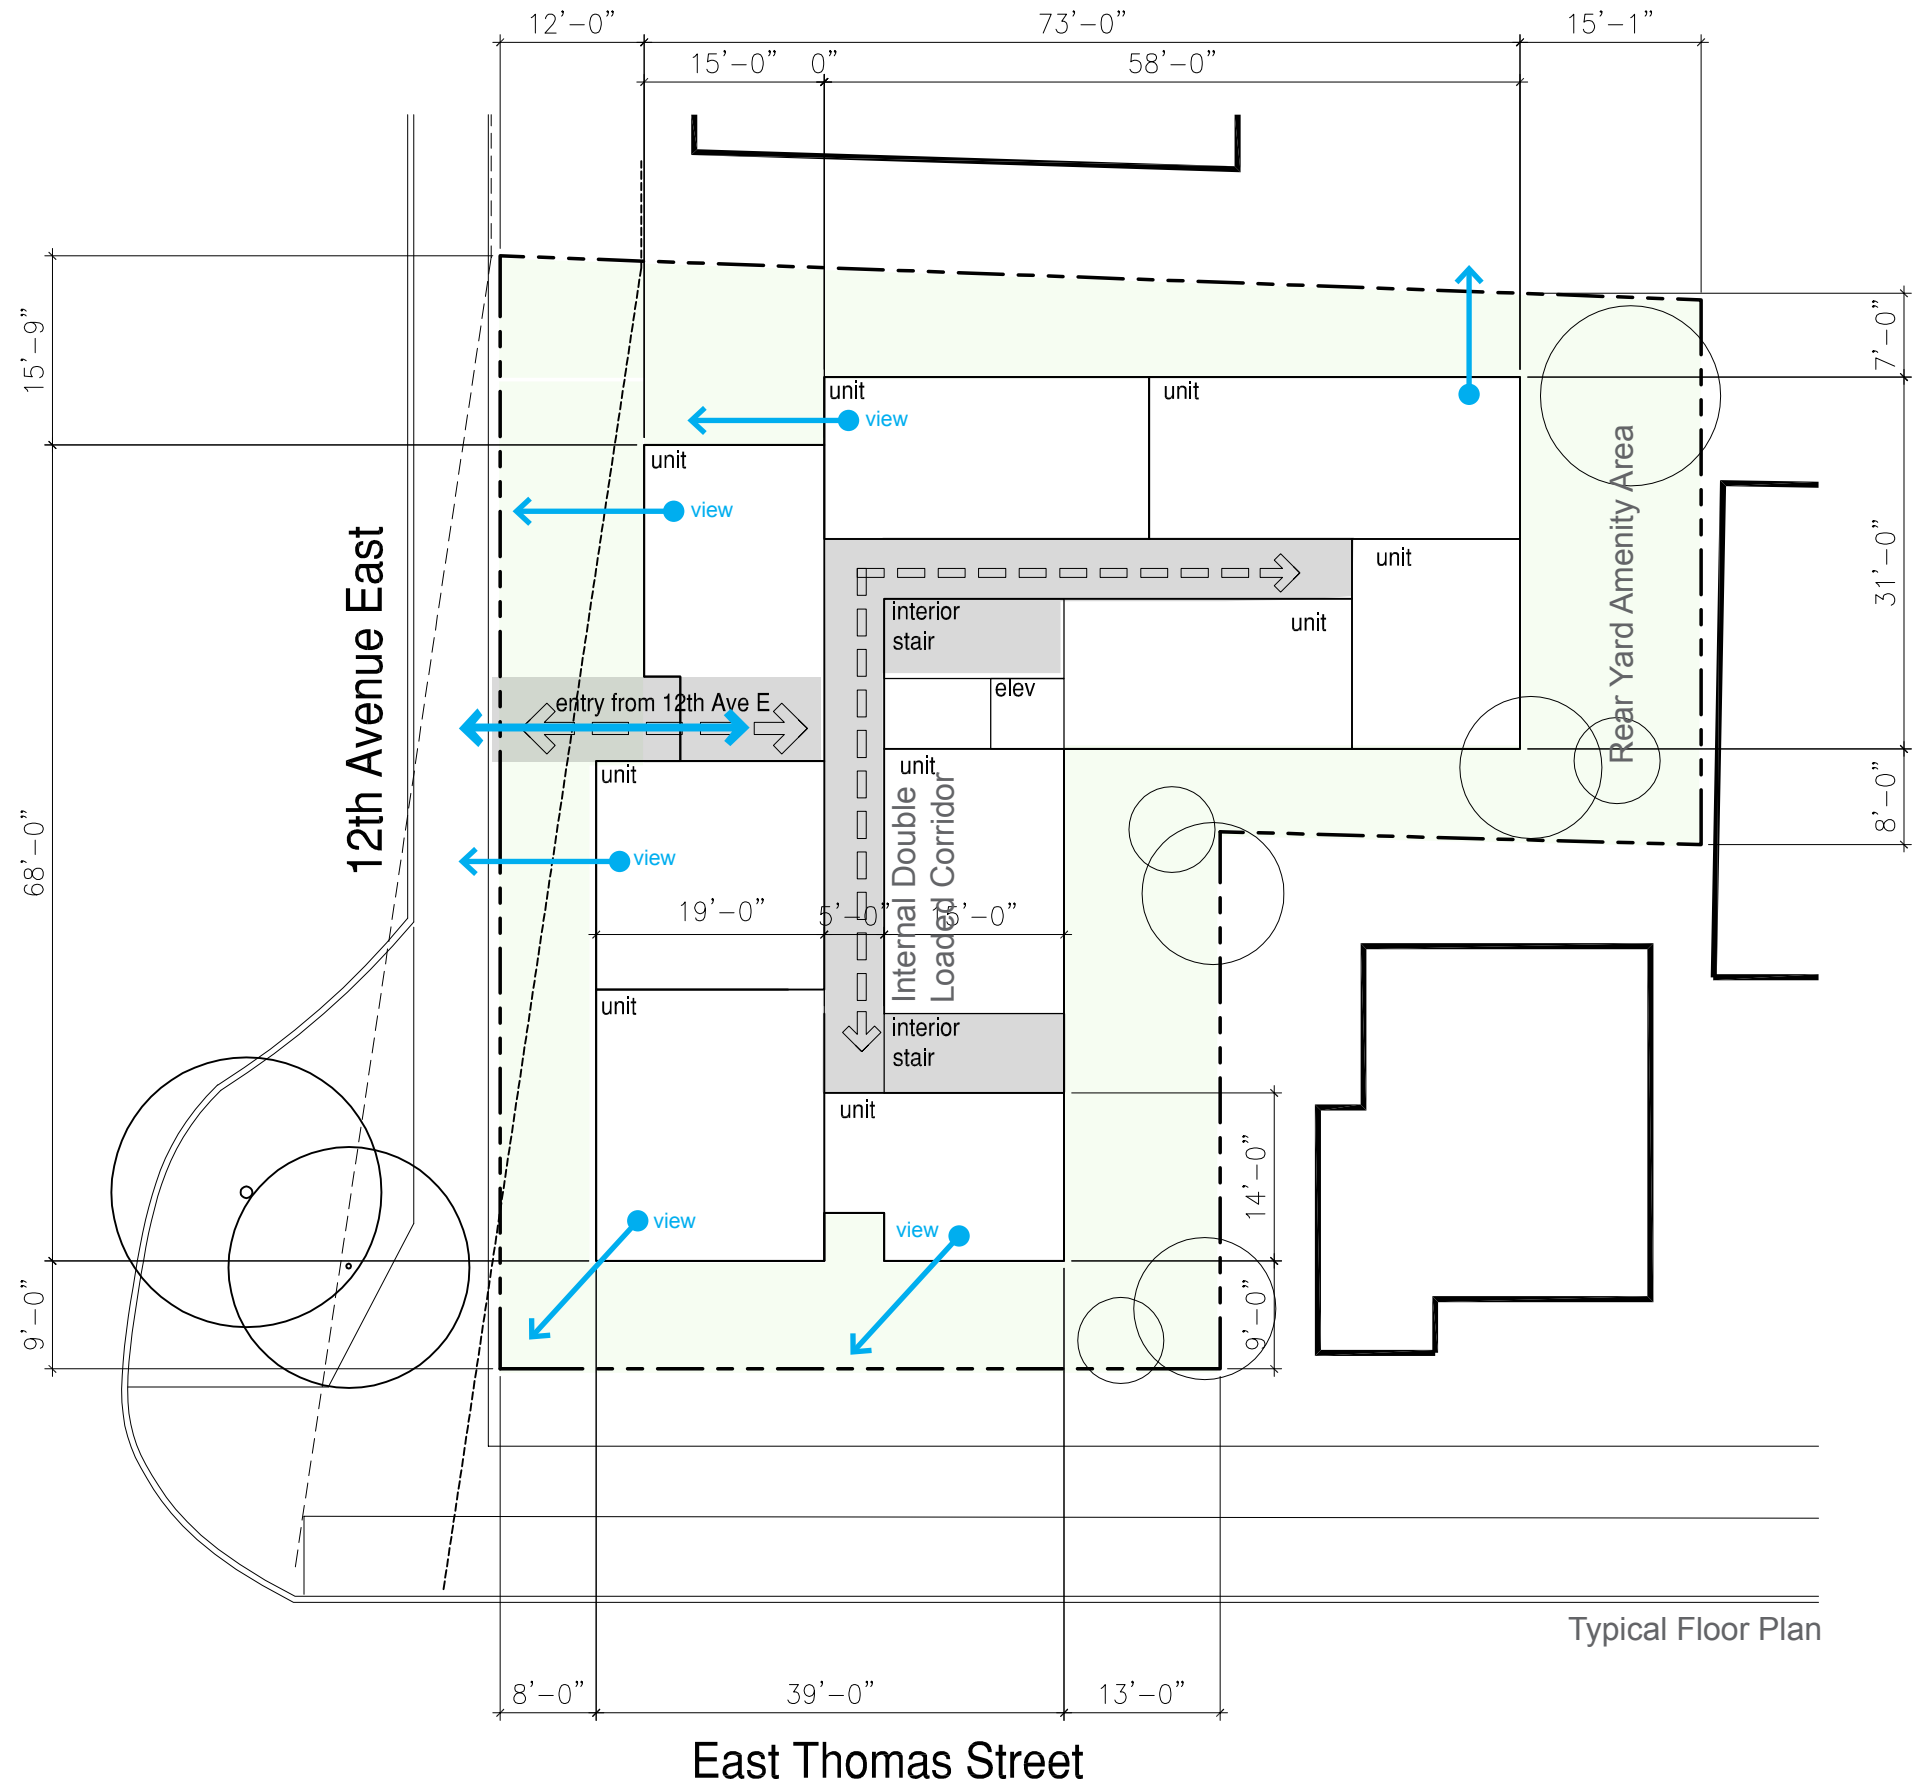 12'-0"
73'-0"
15'-1"
15'-0"
0"
58'-0"
15'-9"
7'-0"
unit
unit
view
unit
view
12th Avenue East
Rear Yard Amenity Area
unit
31'-0"
interior
stair
unit
elev
entry from 12th Ave E
unit
unit
Internal Double
Loaded Corridor
8'-0"
68'-0"
view
19'-0"
5'-0"
15'-0"
unit
interior
stair
unit
14'-0"
view
view
9'-0"
9'-0"
Typical Floor Plan
8'-0"
39'-0"
13'-0"
East Thomas Street